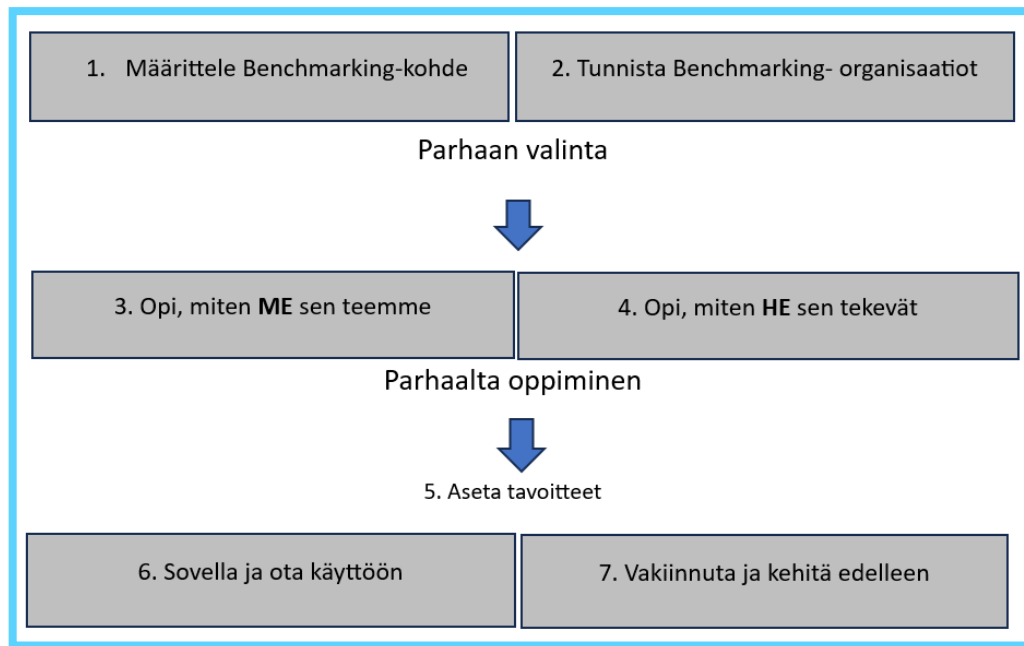 1. Määrittele Benchmarking-kohde
2. Tunnista Benchmarking- organisaatiot
Parhaan valinta
3. Opi, miten ME sen teemme
4. Opi, miten HE sen tekevät
Parhaalta oppiminen
5. Aseta tavoitteet
6. Sovella ja ota käyttöön
7. Vakiinnuta ja kehitä edelleen